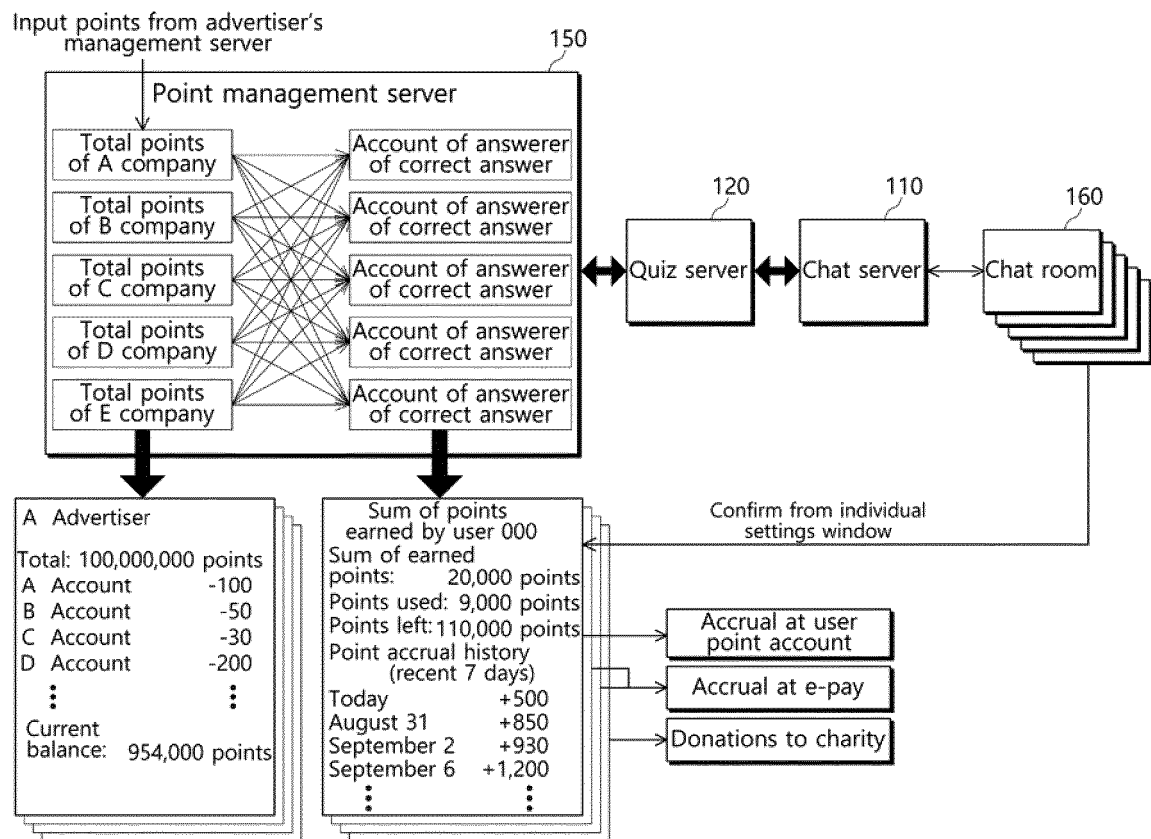 Input points from advertiser's
management server
150
Point management server
Total points
of A company
Account of answerer
of correct answer
Total points
of B company
Account of answerer
of correct answer
Total points
of C company
Account of answerer
of correct answer
Total points
of D company
Account of answerer
of correct answer
Total points
of E company
Account of answerer
of correct answer
120
Quiz server
110
Chat server
160
Chat room
A Advertiser
Total: 100,000,000 points
A Account -100
B Account -50
C Account -30
D Account -200
Current
balance: 954,000 points
Sum of points
earned by user 000
Sum of earned
points: 20,000 points
Points used: 9,000 points
Points left: 110,000 points
Point accrual history
(recent 7 days)
Today +500
August 31 +850
September 2 +930
September 6 +1,200
Confirm from individual
settings window
Accrual at user
point account
Accrual at e-pay
Donations to charity